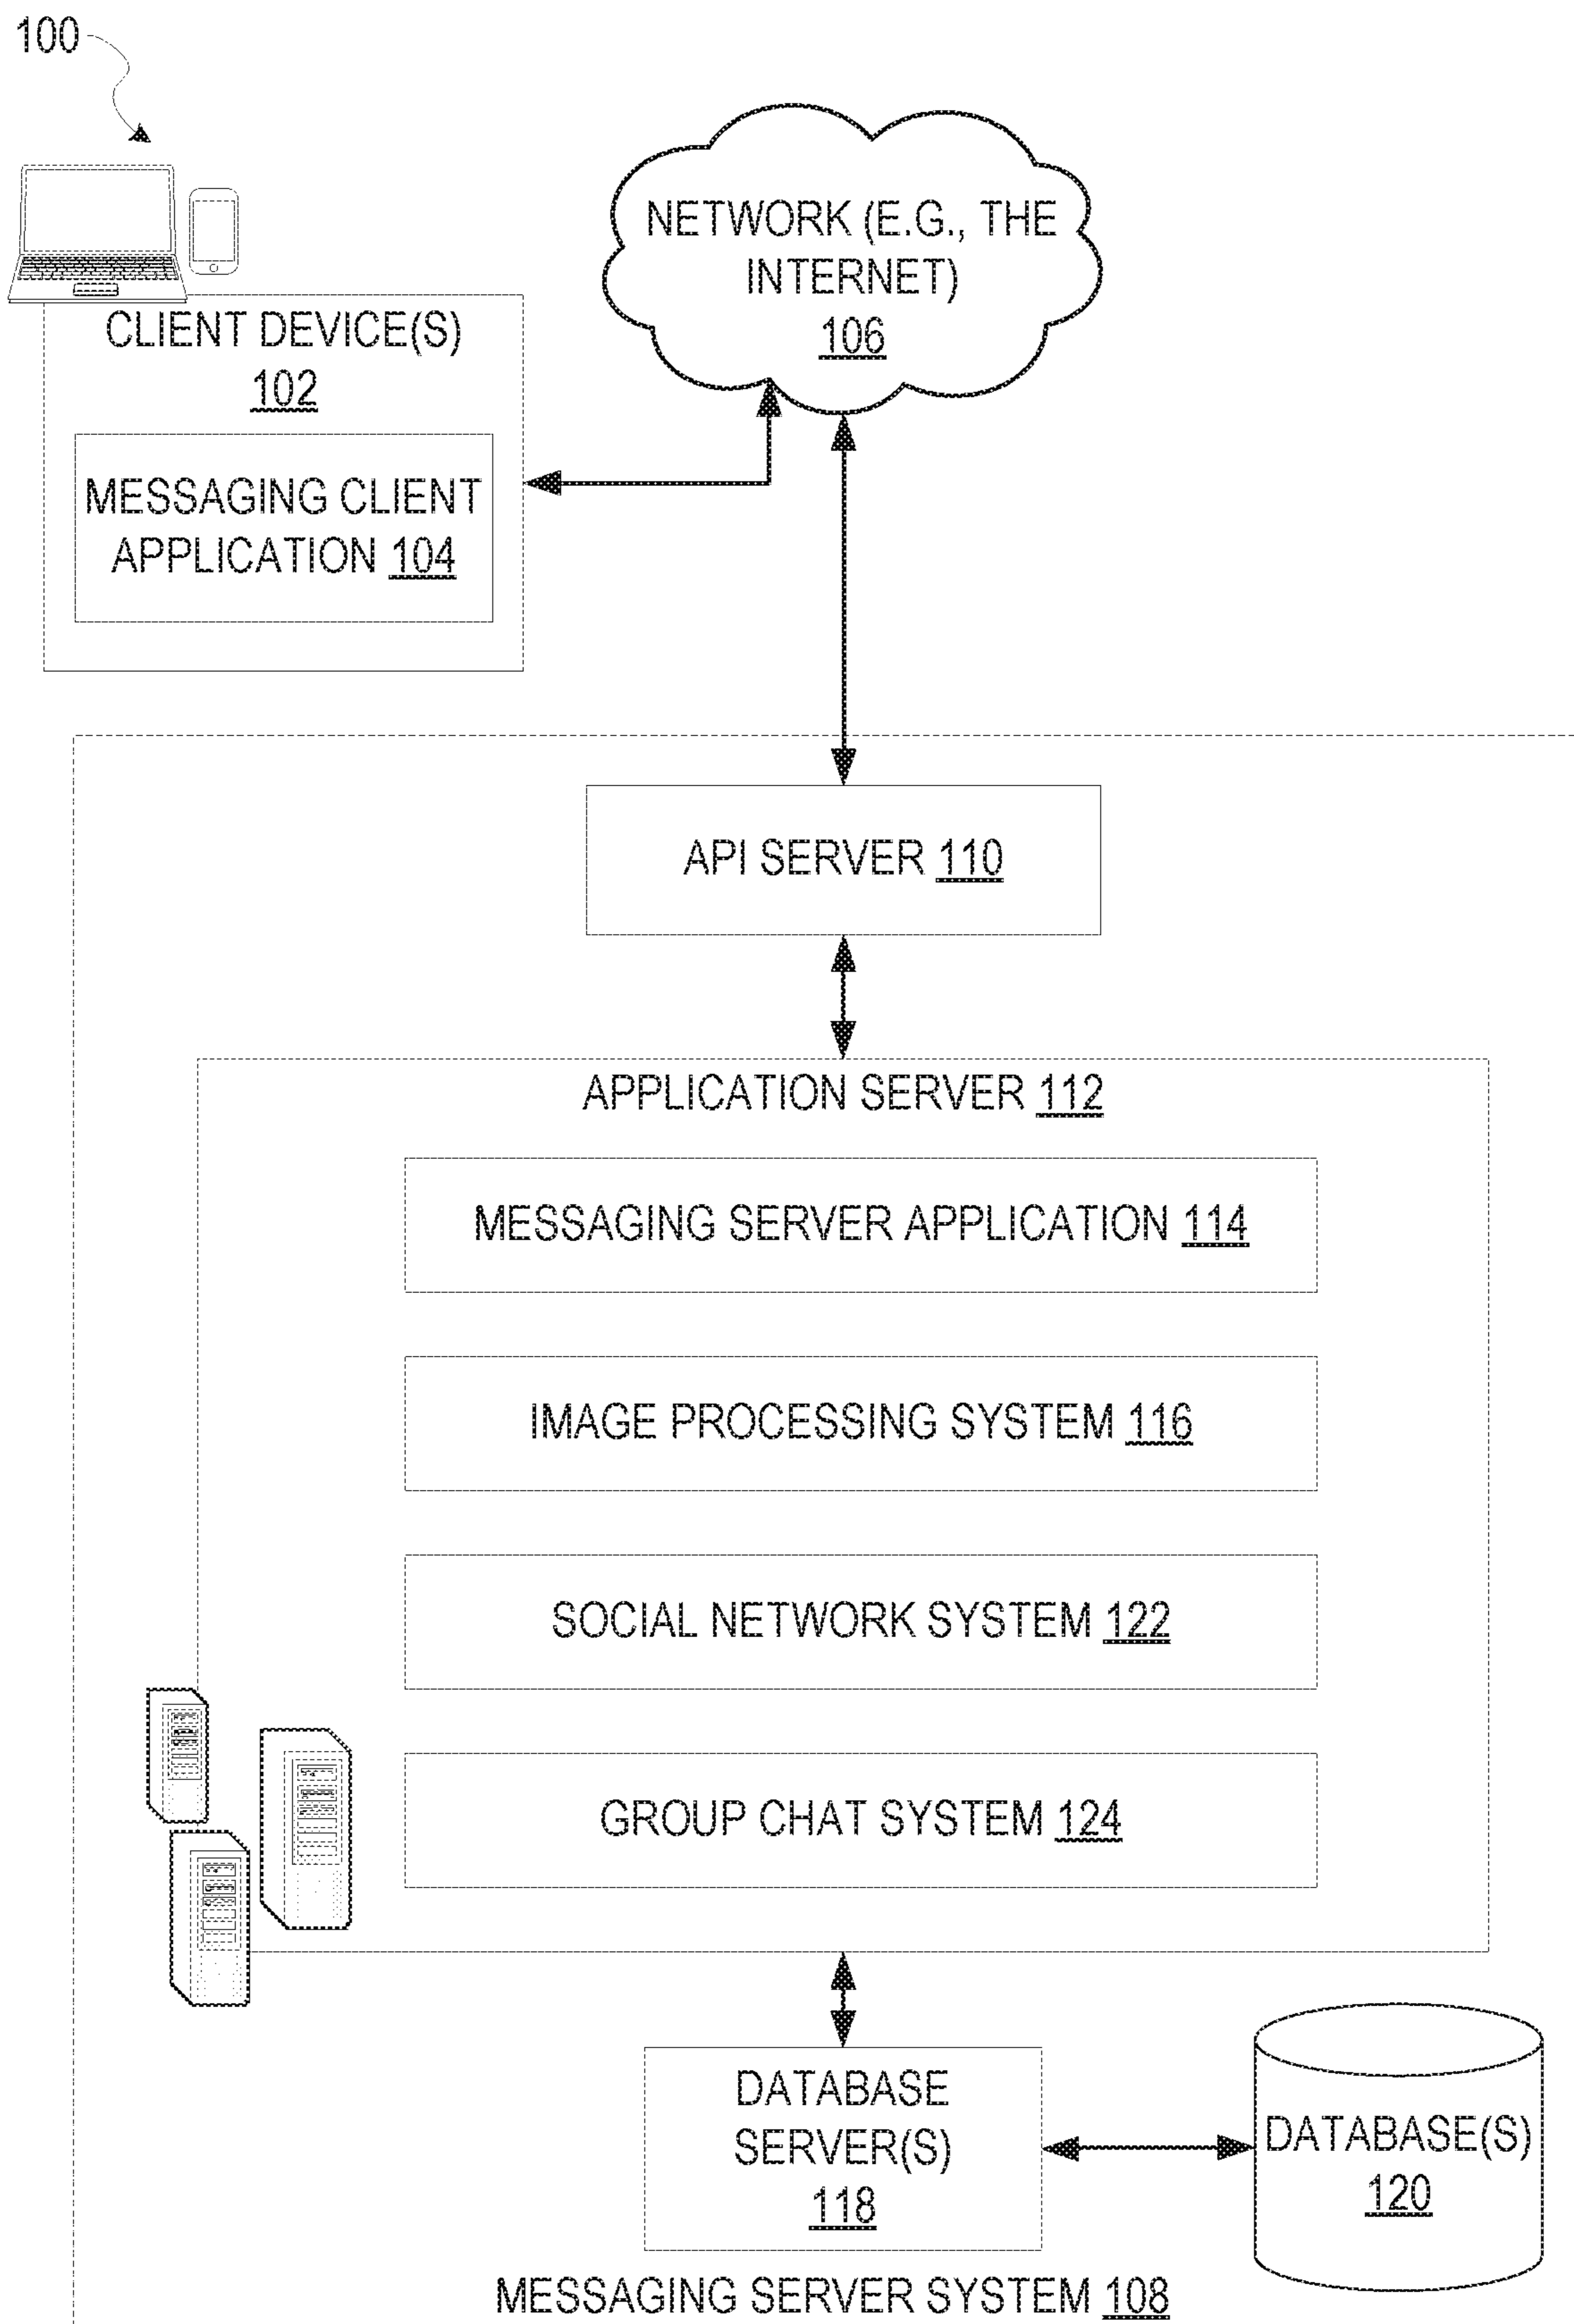 100
NETWORK (E.G., THE
INTERNET)
106
CLIENT DEVICE(S)
102
MESSAGING CLIENT
APPLICATION 104
API SERVER 110
APPLICATION SERVER 112
MESSAGING SERVER APPLICATION 114
IMAGE PROCESSING SYSTEM 116
SOCIAL NETWORK SYSTEM 122
GROUP CHAT SYSTEM 124
DATABASE
SERVER(S)
118
DATABASE(S)
120
MESSAGING SERVER SYSTEM 108